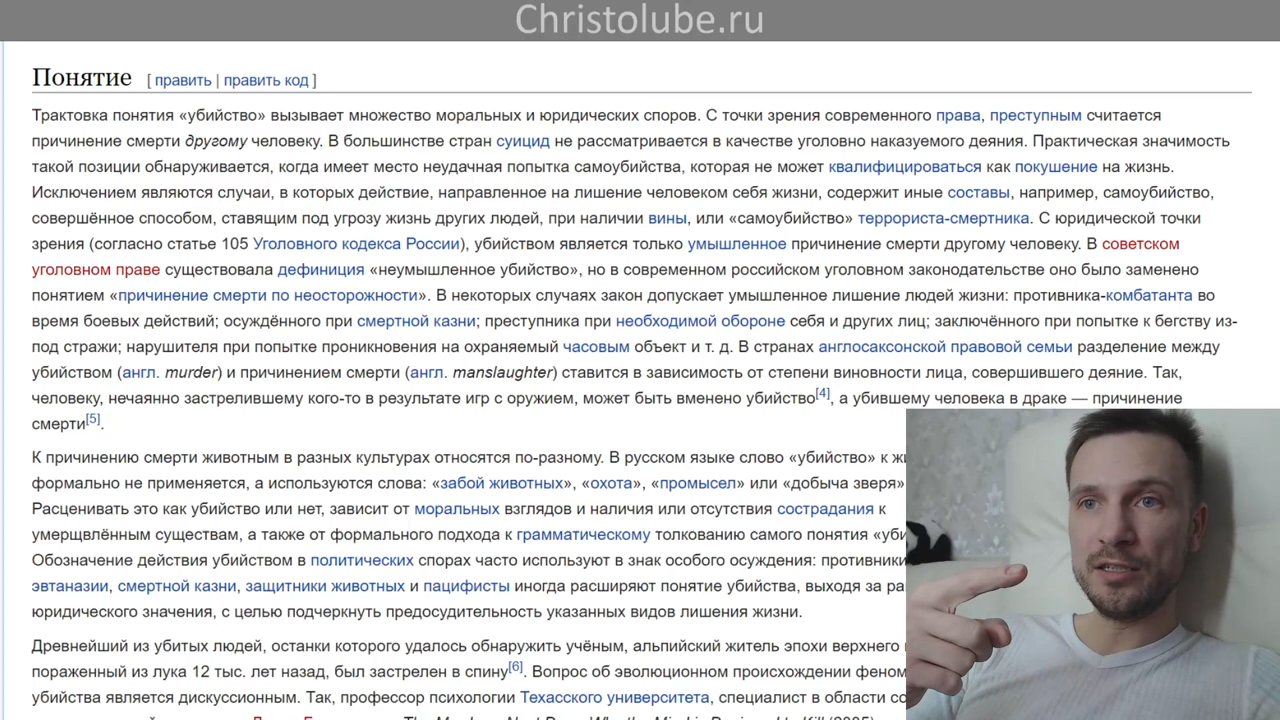 Christolube.ru
Понятие [ править | править код ]
Трактовка понятия «убийство» вызывает множество моральных и юридических споров. С точки зрения современного права, преступным считается
причинение смерти другому человеку. В большинстве стран суицид не рассматривается в качестве уголовно наказуемого деяния. Практическая значимость
такой позиции обнаруживается, когда имеет место неудачная попытка самоубийства, которая не может квалифицироваться как покушение на жизнь.
Исключением являются случаи, в которых действие, направленное на лишение человеком себя жизни, содержит иные составы, например, самоубийство,
совершённое способом, ставящим под угрозу жизнь других людей, при наличии вины, или «самоубийство» террориста-смертника. С юридической точки
зрения (согласно статье 105 Уголовного кодекса России), убийством является только умышленное причинение смерти другому человеку. В советском
уголовном праве существовала дефиниция «неумышленное убийство», но в современном российском уголовном законодательстве оно было заменено
понятием «причинение смерти по неосторожности». В некоторых случаях закон допускает умышленное лишение людей жизни: противника-комбатанта во
время боевых действий; осуждённого при смертной казни; преступника при необходимой обороне себя и других лиц; заключённого при попытке к бегству из-
под стражи; нарушителя при попытке проникновения на охраняемый часовым объект и т. д. В странах англосаксонской правовой семьи разделение между
убийством (англ. murder) и причинением смерти (англ. manslaughter) ставится в зависимость от степени виновности лица, совершившего деяние. Так,
человеку, нечаянно застрелившему кого-то в результате игр с оружием, может быть вменено убийство[4], а убившему человека в драке — причинение
смерти[5].
К причинению смерти животным в разных культурах относятся по-разному. В русском языке слово «убийство» к
формально не применяется, а используются слова: «забой животных», «охота», «промысел» или «добыча зверя»
Расценивать это как убийство или нет, зависит от моральных взглядов и наличия или отсутствия сострадания к
умерщвлённым существам, а также от формального подхода к грамматическому толкованию самого понятия
Обозначение действия убийством в политических спорах часто используют в знак особого осуждения: противники
эвтаназии, смертной казни, защитники животных и пацифисты иногда расширяют понятие убийства, выходя за
юридического значения, с целью подчеркнуть предосудительность указанных видов лишения жизни.
Древнейший из убитых людей, останки которого удалось обнаружить учёным, альпийский житель эпохи верхнего
пораженный из лука 12 тыс. лет назад, был застрелен в спину[6]. Вопрос об эволюционном происхождении
убийства является дискуссионным. Так, профессор психологии Техасского университета, специалист в области